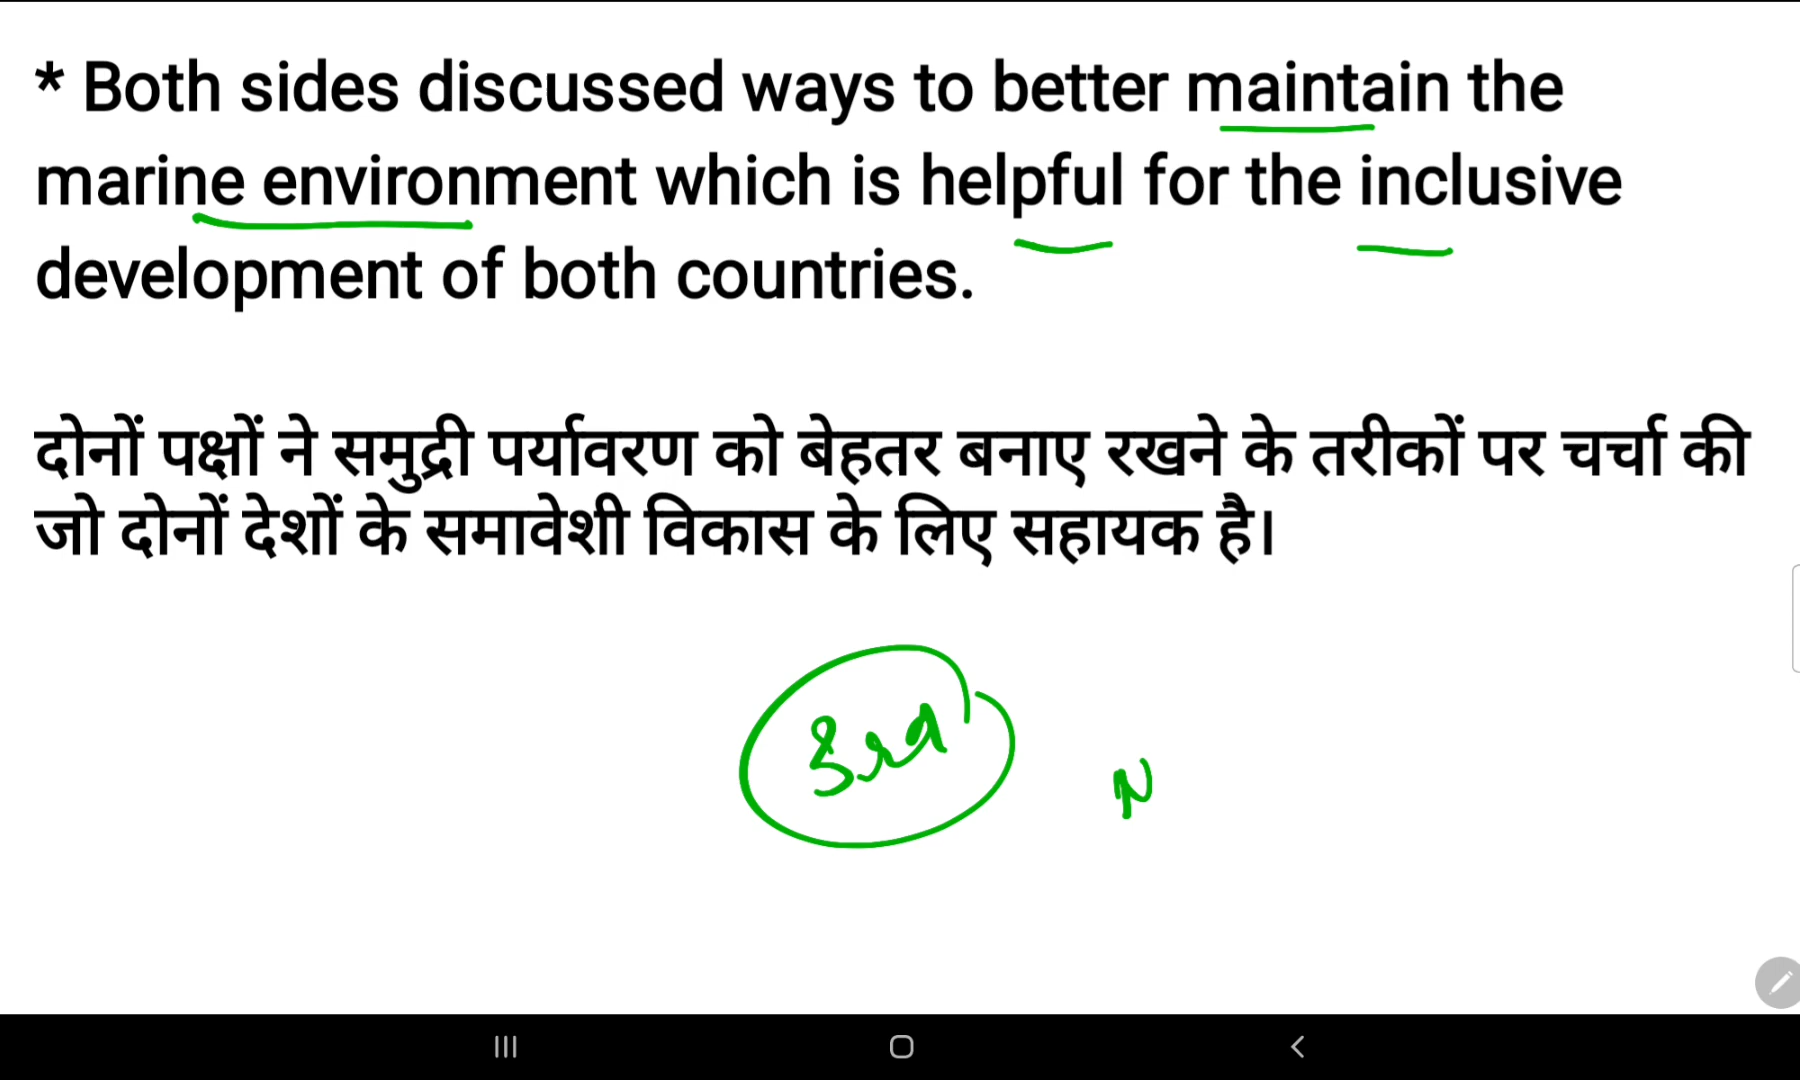 * Both sides discussed ways to better maintain the
marine environment which is helpful for the inclusive
development of both countries.
दोनों पक्षों ने समुद्री पर्यावरण को बेहतर बनाए रखने के तरीकों पर चर्चा की
जो दोनों देशों के समावेशी विकास के लिए सहायक है।
3rd
N